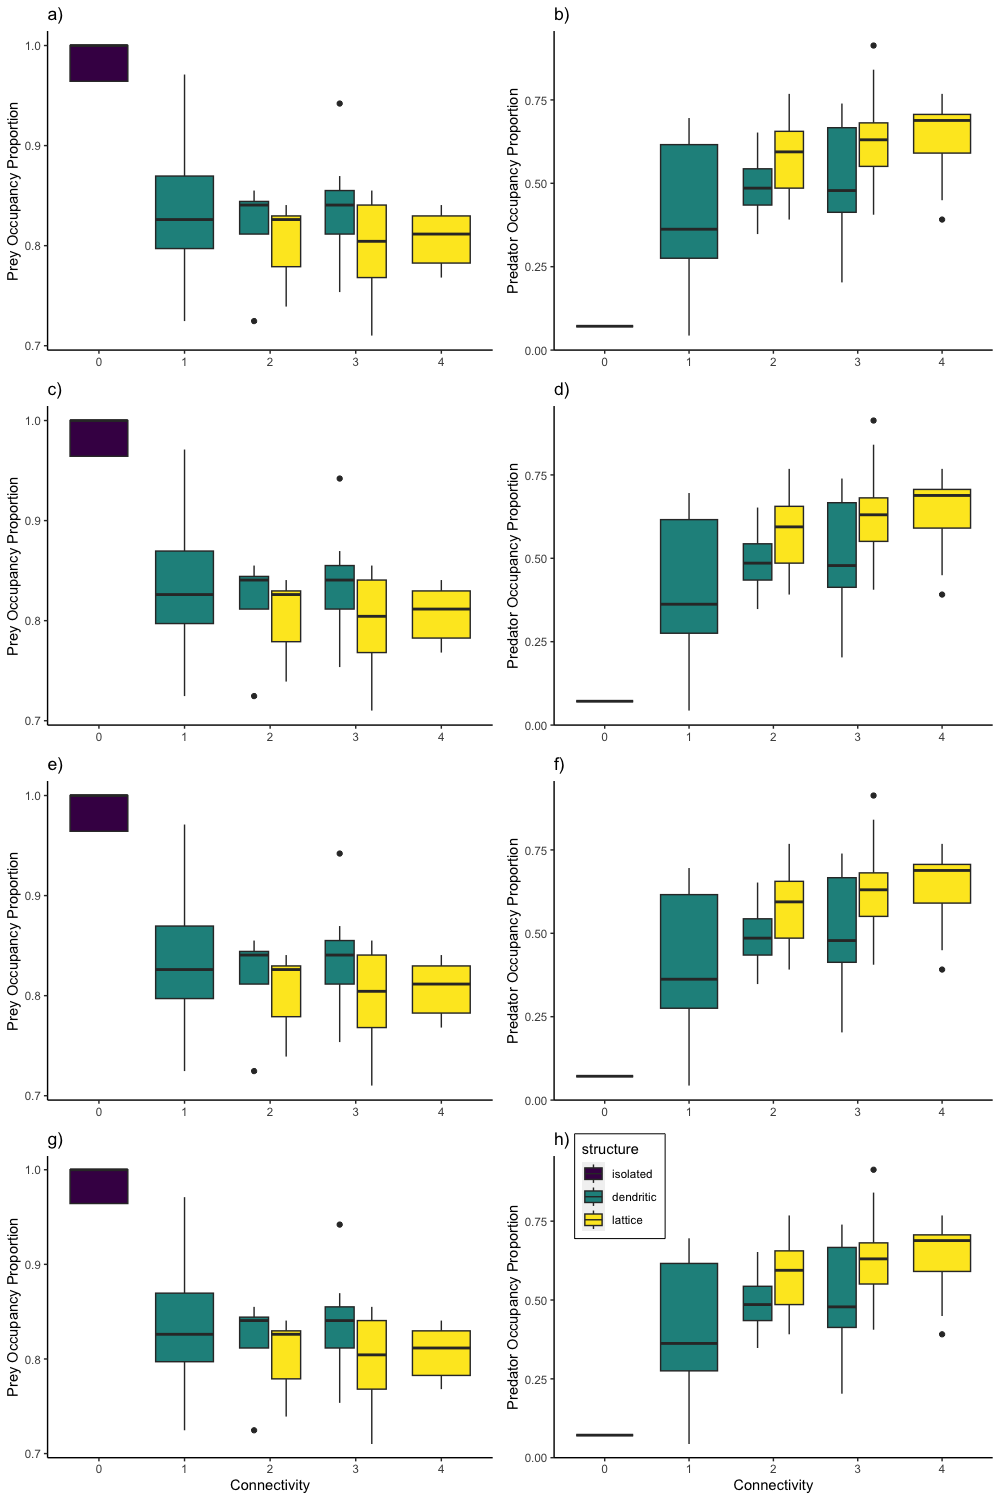 a)
Prey Occupancy Proportion
1.0
0.9
0.8
0.7
0 1 2 3 4
b)
Predator Occupancy Proportion
0.75
0.50
0.25
0.00
0 1 2 3 4
c)
Prey Occupancy Proportion
1.0
0.9
0.8
0.7
0 1 2 3 4
d)
Predator Occupancy Proportion
0.75
0.50
0.25
0.00
0 1 2 3 4
e)
Prey Occupancy Proportion
1.0
0.9
0.8
0.7
0 1 2 3 4
f)
Predator Occupancy Proportion
0.75
0.50
0.25
0.00
0 1 2 3 4
g)
Prey Occupancy Proportion
1.0
0.9
0.8
0.7
0 1 2 3 4
Connectivity
h)
structure
isolated
dendritic
lattice
Predator Occupancy Proportion
0.75
0.50
0.25
0.00
0 1 2 3 4
Connectivity